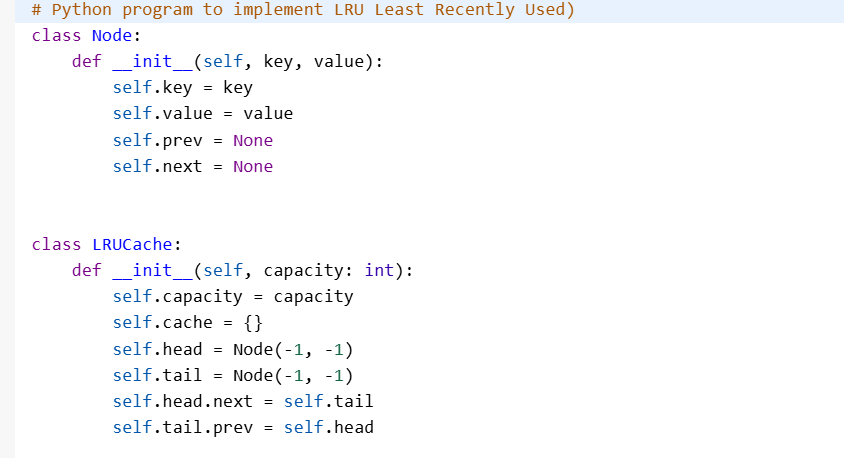 # Python program to implement LRU Least Recently Used)
class Node:
    def __init__(self, key, value):
        self.key = key
        self.value = value
        self.prev = None
        self.next = None
class LRUCache:
    def __init__(self, capacity: int):
        self.capacity = capacity
        self.cache = {}
        self.head = Node(-1, -1)
        self.tail = Node(-1, -1)
        self.head.next = self.tail
        self.tail.prev = self.head